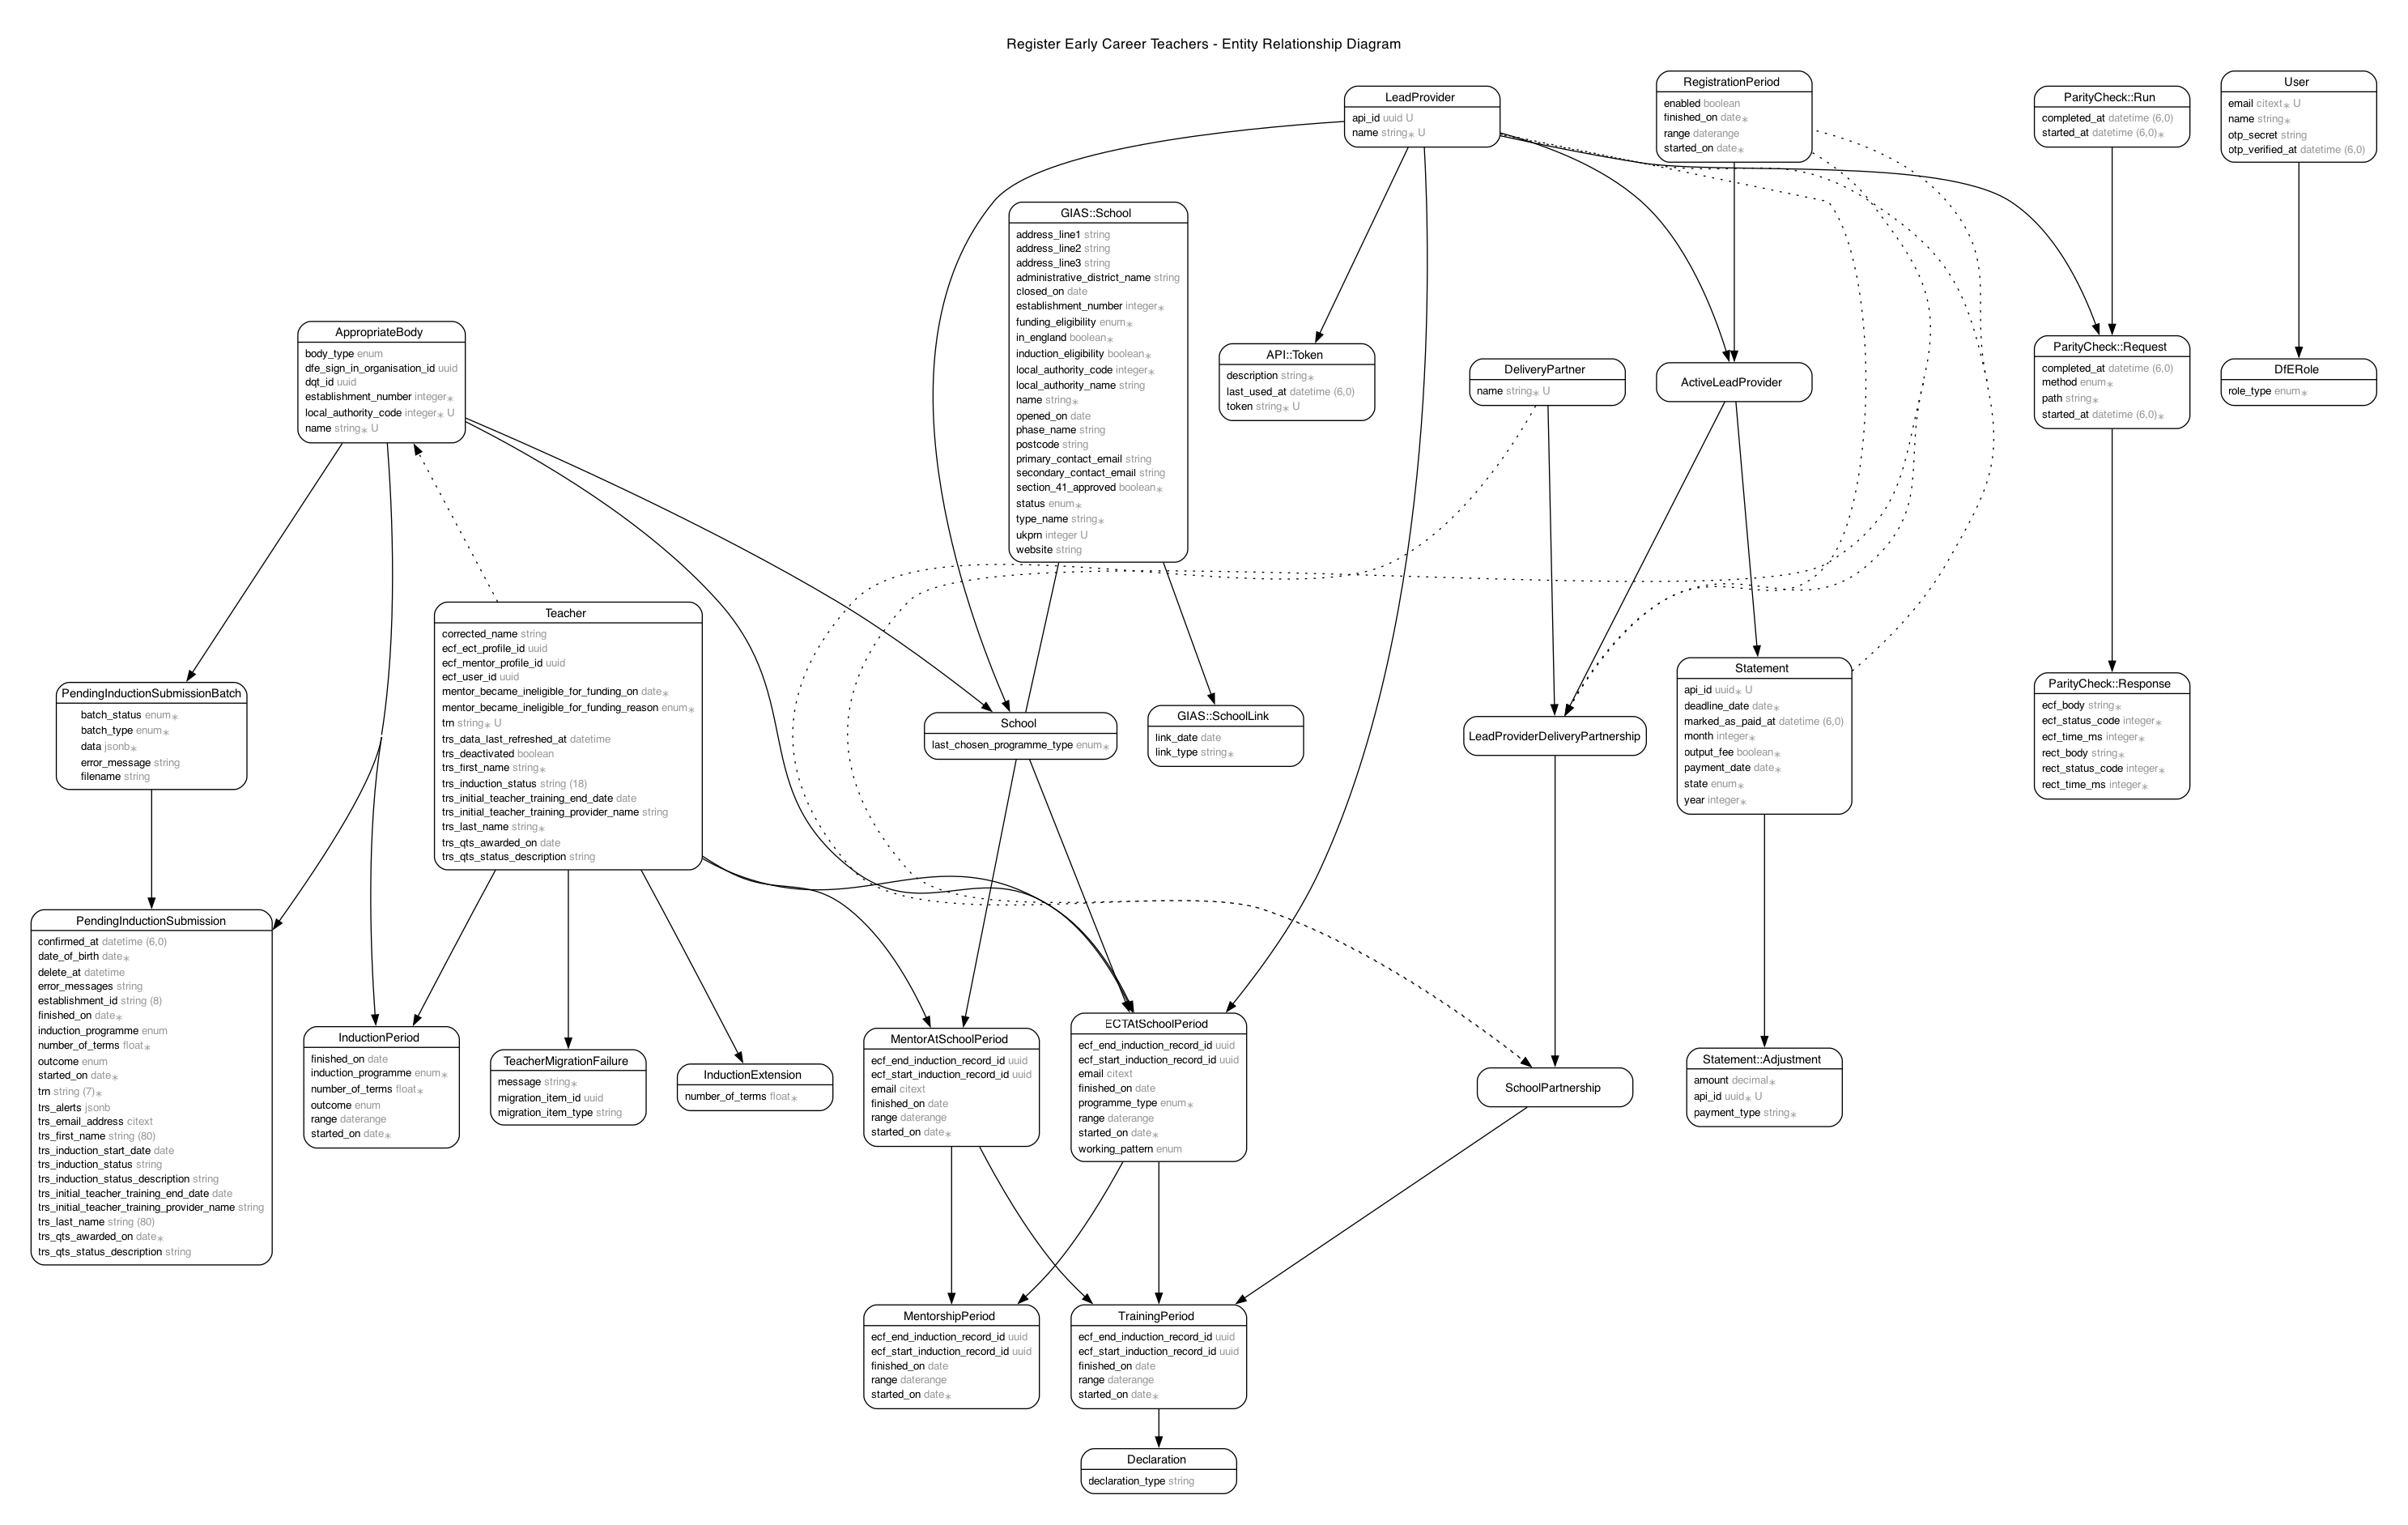 Register Early Career Teachers - Entity Relationship Diagram
LeadProvider
api_id uuid U
name string∗ U
RegistrationPeriod
enabled boolean
finished_on date∗
range daterange
started_on date∗
ParityCheck::Run
completed_at datetime (6,0)
started_at datetime (6,0)∗
User
email citext∗ U
name string∗
otp_secret string
otp_verified_at datetime (6,0)
GIAS::School
address_line1 string
address_line2 string
address_line3 string
administrative_district_name string
closed_on date
establishment_number integer∗
funding_eligibility enum∗
in_england boolean∗
induction_eligibility boolean∗
local_authority_code integer∗
local_authority_name string
name string∗
opened_on date
phase_name string
postcode string
primary_contact_email string
secondary_contact_email string
section_41_approved boolean∗
status enum∗
type_name string∗
ukprn integer U
website string
AppropriateBody
body_type enum
dfe_sign_in_organisation_id uuid
dqt_id uuid
establishment_number integer∗
local_authority_code integer∗ U
name string∗ U
API::Token
description string∗
last_used_at datetime (6,0)
token string∗ U
DeliveryPartner
name string∗ U
ActiveLeadProvider
ParityCheck::Request
completed_at datetime (6,0)
method enum∗
path string∗
started_at datetime (6,0)∗
DfERole
role_type enum∗
Teacher
corrected_name string
ecf_ect_profile_id uuid
ecf_mentor_profile_id uuid
ecf_user_id uuid
mentor_became_ineligible_for_funding_on date∗
mentor_became_ineligible_for_funding_reason enum∗
trn string∗ U
trs_data_last_refreshed_at datetime
trs_deactivated boolean
trs_first_name string∗
trs_induction_status string (18)
trs_initial_teacher_training_end_date date
trs_initial_teacher_training_provider_name string
trs_last_name string∗
trs_qts_awarded_on date
trs_qts_status_description string
PendingInductionSubmissionBatch
batch_status enum∗
batch_type enum∗
data jsonb∗
error_message string
filename string
School
last_chosen_programme_type enum∗
GIAS::SchoolLink
link_date date
link_type string∗
LeadProviderDeliveryPartnership
Statement
api_id uuid∗ U
deadline_date date∗
marked_as_paid_at datetime (6,0)
month integer∗
output_fee boolean∗
payment_date date∗
state enum∗
year integer∗
ParityCheck::Response
ecf_body string∗
ecf_status_code integer∗
ecf_time_ms integer∗
rect_body string∗
rect_status_code integer∗
rect_time_ms integer∗
PendingInductionSubmission
confirmed_at datetime (6,0)
date_of_birth date∗
delete_at datetime
error_messages string
establishment_id string (8)
finished_on date∗
induction_programme enum
number_of_terms float∗
outcome enum
started_on date∗
trn string (7)∗
trs_alerts jsonb
trs_email_address citext
trs_first_name string (80)
trs_induction_start_date date
trs_induction_status string
trs_induction_status_description string
trs_initial_teacher_training_end_date date
trs_initial_teacher_training_provider_name string
trs_last_name string (80)
trs_qts_awarded_on date∗
trs_qts_status_description string
InductionPeriod
finished_on date
induction_programme enum∗
number_of_terms float∗
outcome enum
range daterange
started_on date∗
TeacherMigrationFailure
message string∗
migration_item_id uuid
migration_item_type string
InductionExtension
number_of_terms float∗
MentorAtSchoolPeriod
ecf_end_induction_record_id uuid
ecf_start_induction_record_id uuid
email citext
finished_on date
range daterange
started_on date∗
ECTAtSchoolPeriod
ecf_end_induction_record_id uuid
ecf_start_induction_record_id uuid
email citext
finished_on date
programme_type enum∗
range daterange
started_on date∗
working_pattern enum
SchoolPartnership
Statement::Adjustment
amount decimal∗
api_id uuid∗ U
payment_type string∗
MentorshipPeriod
ecf_end_induction_record_id uuid
ecf_start_induction_record_id uuid
finished_on date
range daterange
started_on date∗
TrainingPeriod
ecf_end_induction_record_id uuid
ecf_start_induction_record_id uuid
finished_on date
range daterange
started_on date∗
Declaration
declaration_type string